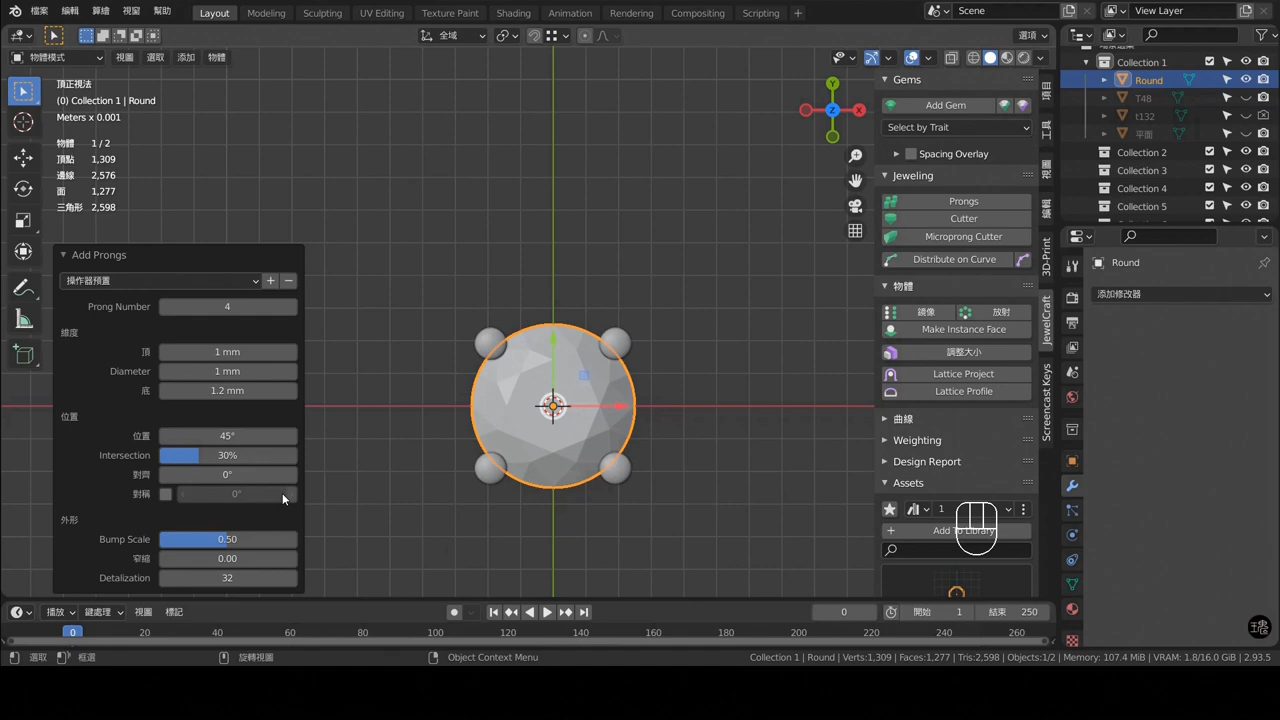 檔案 編輯 算繪 視窗 幫助
Layout Modeling Sculpting UV Editing Texture Paint Shading Animation Rendering Compositing Scripting +
Scene
View Layer
全域
選項
物體模式 視圖 選取 添加 物體
頂正視法
(0) Collection 1 | Round
Meters x 0.001
物體 1 / 2
頂點 1,309
邊線 2,576
面 1,277
三角形 2,598
Add Prongs
操作器預置
Prong Number 4
維度
頂 1 mm
Diameter 1 mm
底 1.2 mm
位置
位置 45°
Intersection 30%
對齊 0°
對稱 0°
外形
Bump Scale 0.50
窄縮 0.00
Detalization 32
Z
Y
X
Gems
Add Gem
Select by Trait
Spacing Overlay
Jeweling
Prongs
Cutter
Microprong Cutter
Distribute on Curve
物體
鏡像 放射
Make Instance Face
調整大小
Lattice Project
Lattice Profile
曲線
Weighting
Design Report
Assets
1
Add To Library
項目
工具
視圖
編輯
3D-Print
JewelCraft
Screencast Keys
Collection 1
Round
T48
t132
平面
Collection 2
Collection 3
Collection 4
Collection 5
Round
添加修改器
播放 鍵處理 視圖 標記
0 開始 1 結束 250
0 20 40 60 80 100 120 140 160 180 200 220 240 260
選取 框選 旋轉視圖 Object Context Menu
Collection 1 | Round | Verts:1,309 | Faces:1,277 | Tris:2,598 | Objects:1/2 | Memory: 107.4 MiB | VRAM: 1.8/16.0 GiB | 2.93.5